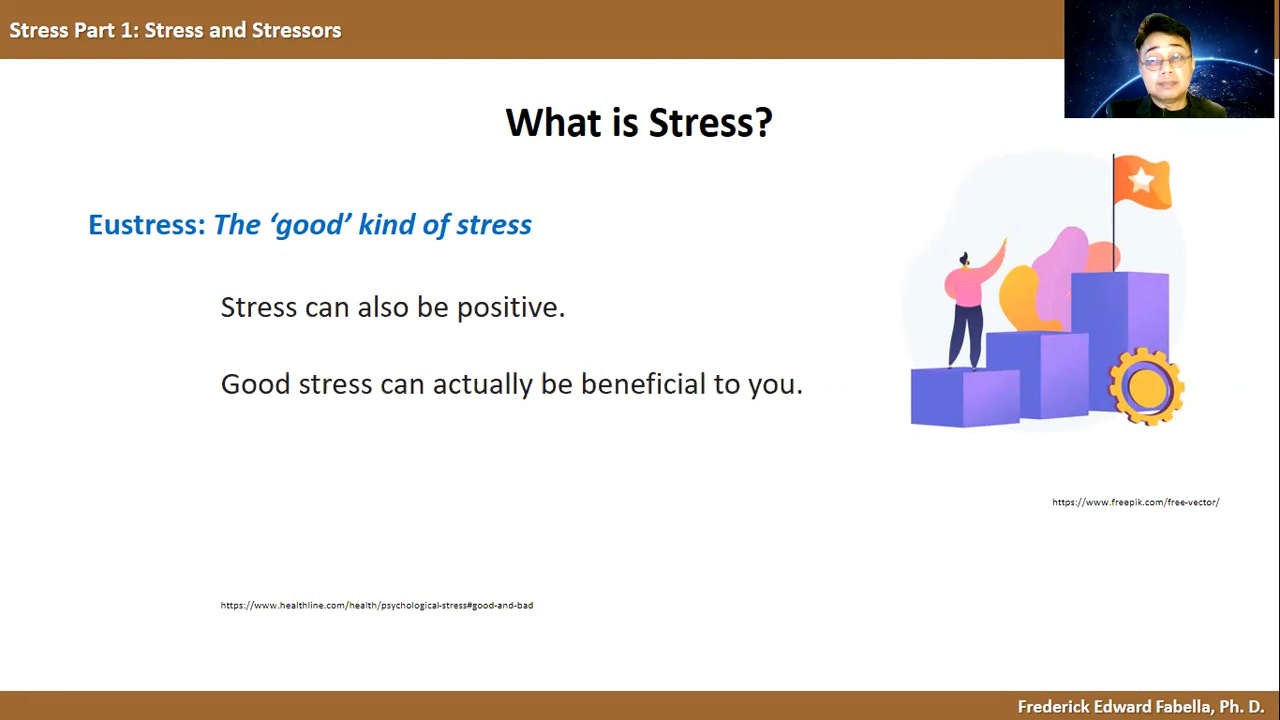 Stress Part 1: Stress and Stressors
What is Stress?
Eustress: The ‘good’ kind of stress
Stress can also be positive.
Good stress can actually be beneficial to you.
https://www.freepik.com/free-vector/
https://www.healthline.com/health/psychological-stress#good-and-bad
Frederick Edward Fabella, Ph. D.